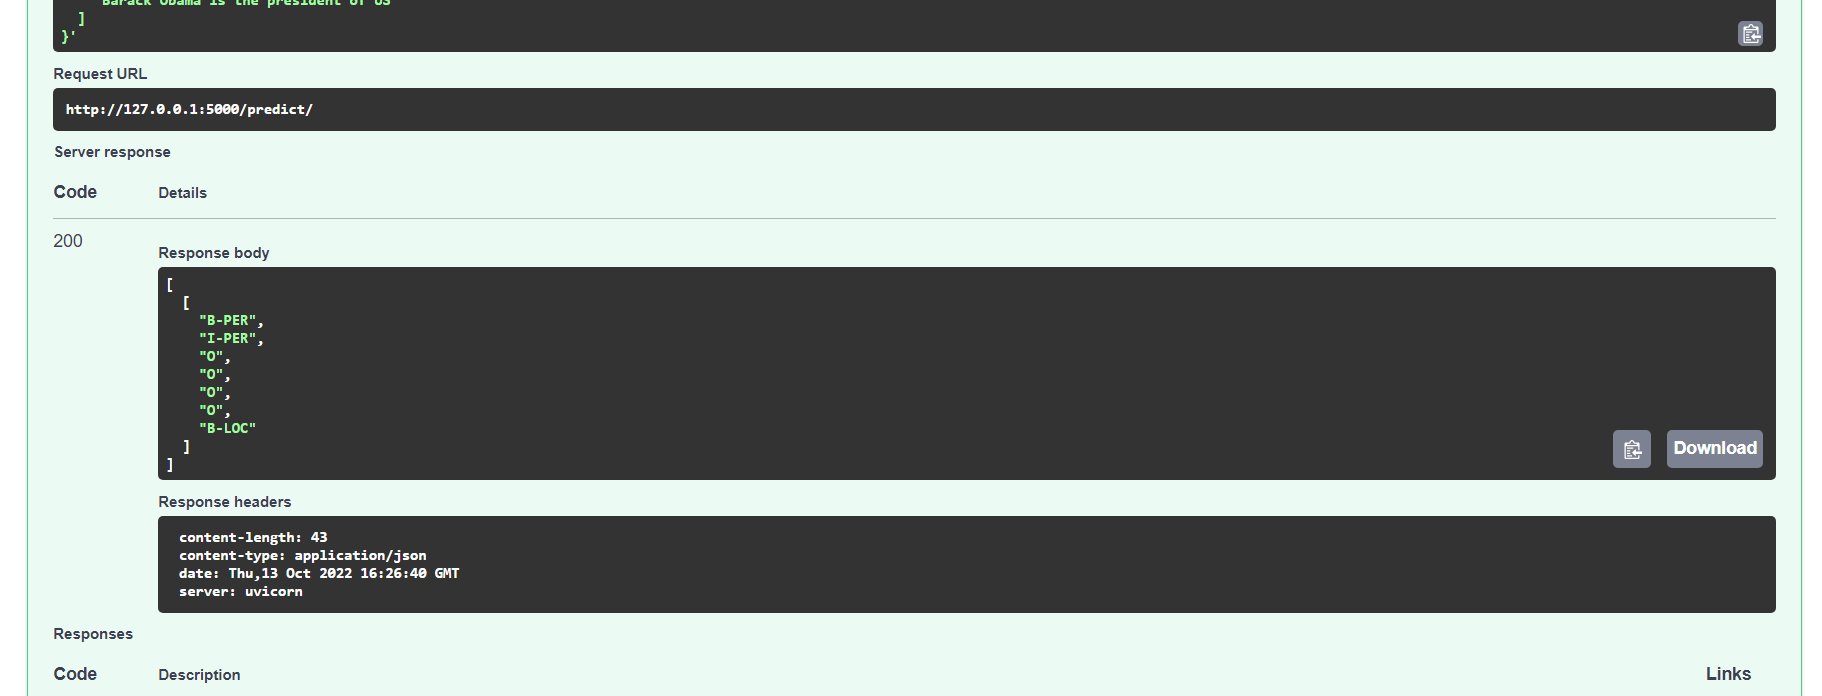 "Barack Obama is the president of US"
]
}'
Request URL
http://127.0.0.1:5000/predict/
Server response
Code Details
200
Response body
[
[
"B-PER",
"I-PER",
"O",
"O",
"O",
"O",
"B-LOC"
]
]
Download
Response headers
content-length: 43
content-type: application/json
date: Thu,13 Oct 2022 16:26:40 GMT
server: uvicorn
Responses
Code Description Links